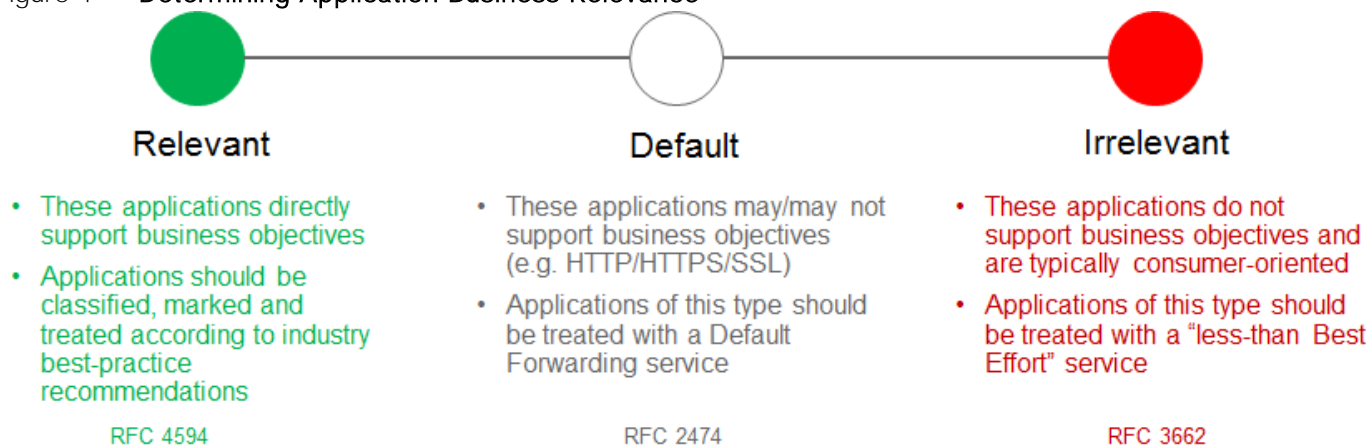 Determining Application Business Relevance
Relevant
Default
Irrelevant
• These applications directly
support business objectives
• Applications should be
classified, marked and
treated according to industry
best-practice
recommendations
RFC 4594
• These applications may/may not
support business objectives
(e.g. HTTP/HTTPS/SSL)
• Applications of this type should
be treated with a Default
Forwarding service
RFC 2474
• These applications do not
support business objectives and
are typically consumer-oriented
• Applications of this type should
be treated with a “less-than Best
Effort” service
RFC 3662